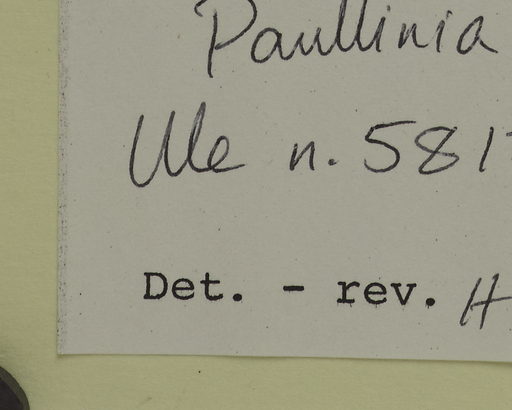 Paullinia
Ule n. 581
Det. - rev. H